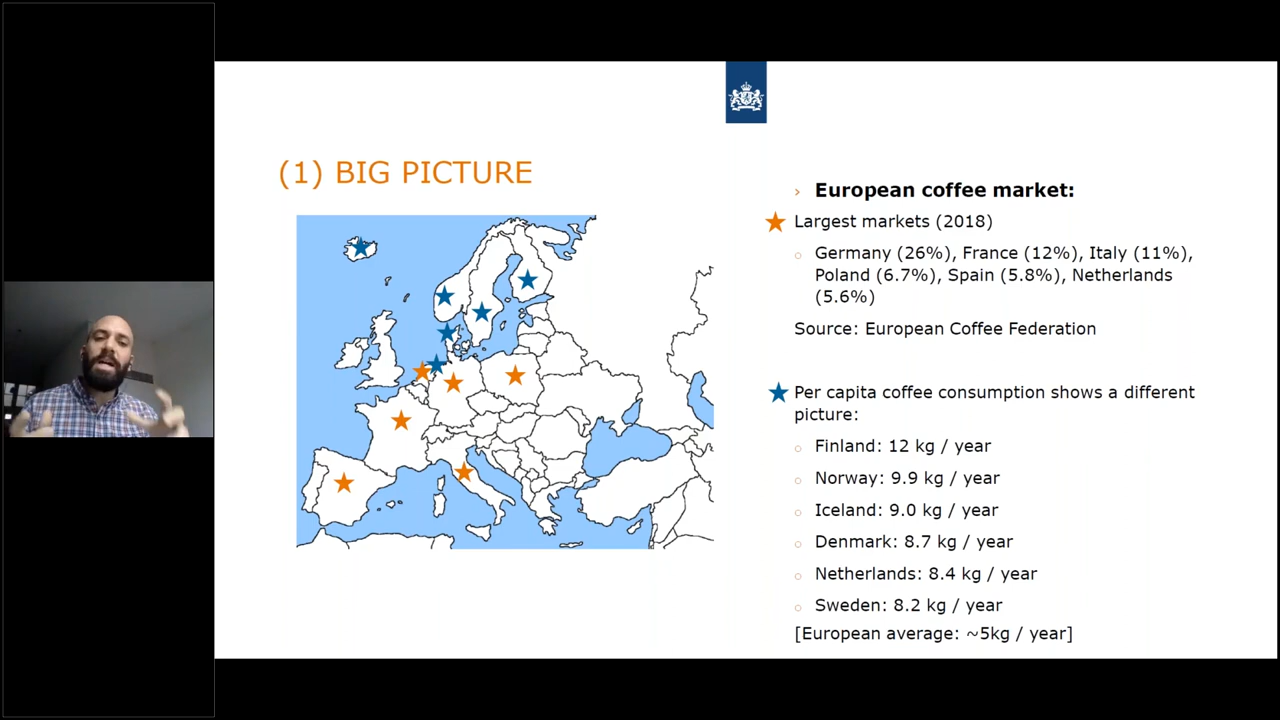 (1) BIG PICTURE
› European coffee market:
Largest markets (2018)
○ Germany (26%), France (12%), Italy (11%),
Poland (6.7%), Spain (5.8%), Netherlands
(5.6%)
Source: European Coffee Federation
Per capita coffee consumption shows a different
picture:
○ Finland: 12 kg / year
○ Norway: 9.9 kg / year
○ Iceland: 9.0 kg / year
○ Denmark: 8.7 kg / year
○ Netherlands: 8.4 kg / year
○ Sweden: 8.2 kg / year
[European average: ~5kg / year]